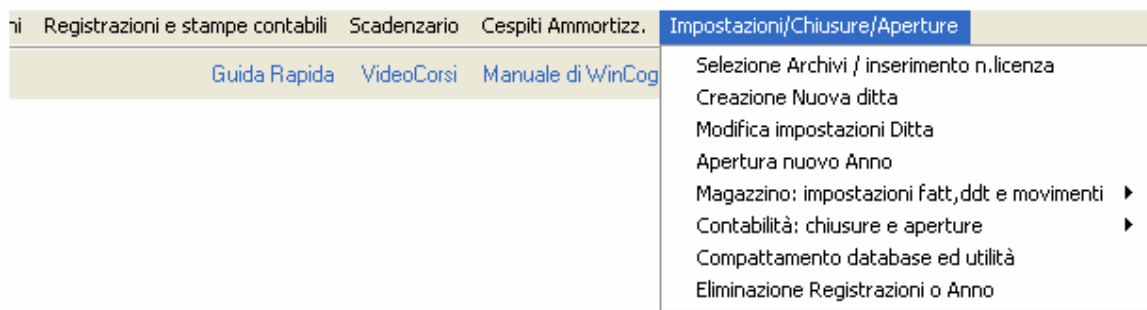 ni Registrazioni e stampe contabili Scadenzario Cespiti Ammortizz. Impostazioni/Chiusure/Aperture
Guida Rapida VideoCorsi Manuale di WinCog
Selezione Archivi / inserimento n.licenza
Creazione Nuova ditta
Modifica impostazioni Ditta
Apertura nuovo Anno
Magazzino: impostazioni fatt,ddt e movimenti
Contabilità: chiusure e aperture
Compattamento database ed utilità
Eliminazione Registrazioni o Anno